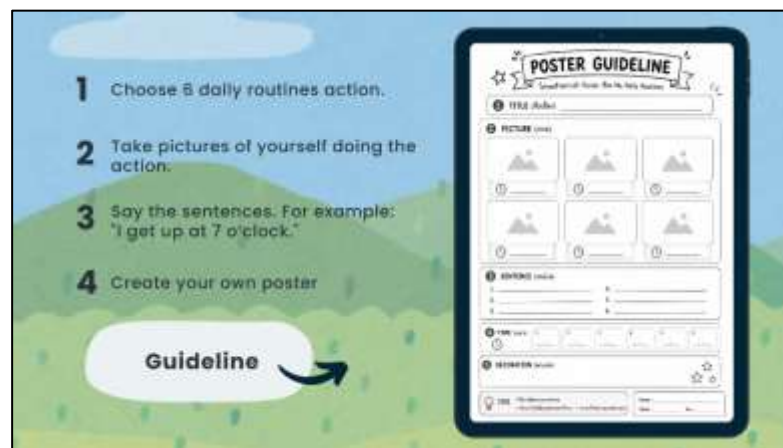 1 Choose 6 daily routines action.
2 Take pictures of yourself doing the
action.
3 Say the sentences. For example:
"I get up at 7 o'clock."
4 Create your own poster
Guideline
POSTER GUIDELINE
TITLE
PICTURE
SENTENCE
TIME
DECORATION